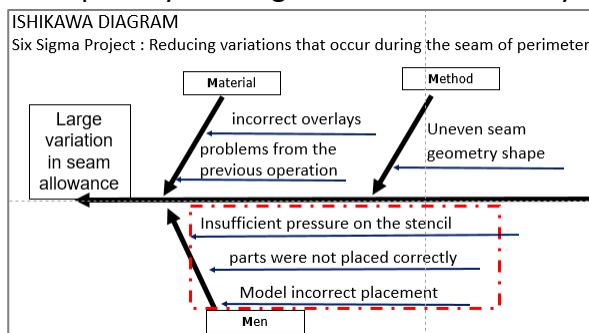 ISHIKAWA DIAGRAM
Six Sigma Project : Reducing variations that occur during the seam of perimeter
Material
Method
Large
variation
in seam
allowance
incorrect overlays
problems from the
previous operation
Uneven seam
geometry shape
Insufficient pressure on the stencil
parts were not placed correctly
Model incorrect placement
Men